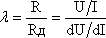 λ = R/Rд = (U/I)/(dU/dI)